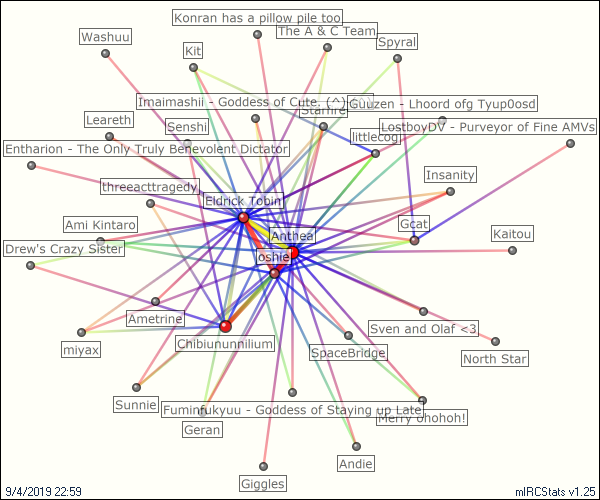 Konran has a pillow pile too
Washuu
The A & C Team
Kit
Spyral
Imaimashii - Goddess of Cute. (^)
Guuzen - Lhoord ofg Tyup0osd
Leareth
Senshi
Starfire
LostboyDV - Purveyor of Fine AMVs
littlecog
Entharion - The Only Truly Benevolent Dictator
Insanity
threeacttragedy
Eldrick Tobin
Ami Kintaro
Gcat
Anthea
Kaitou
Drew's Crazy Sister
oshie
Ametrine
Sven and Olaf <3
miyax
Chibiununnilium
SpaceBridge
North Star
Sunnie
Fuminfukyuu - Goddess of Staying up Late
Merry ohohoh!
Geran
Andie
Giggles
9/4/2019 22:59
mIRCStats v1.25